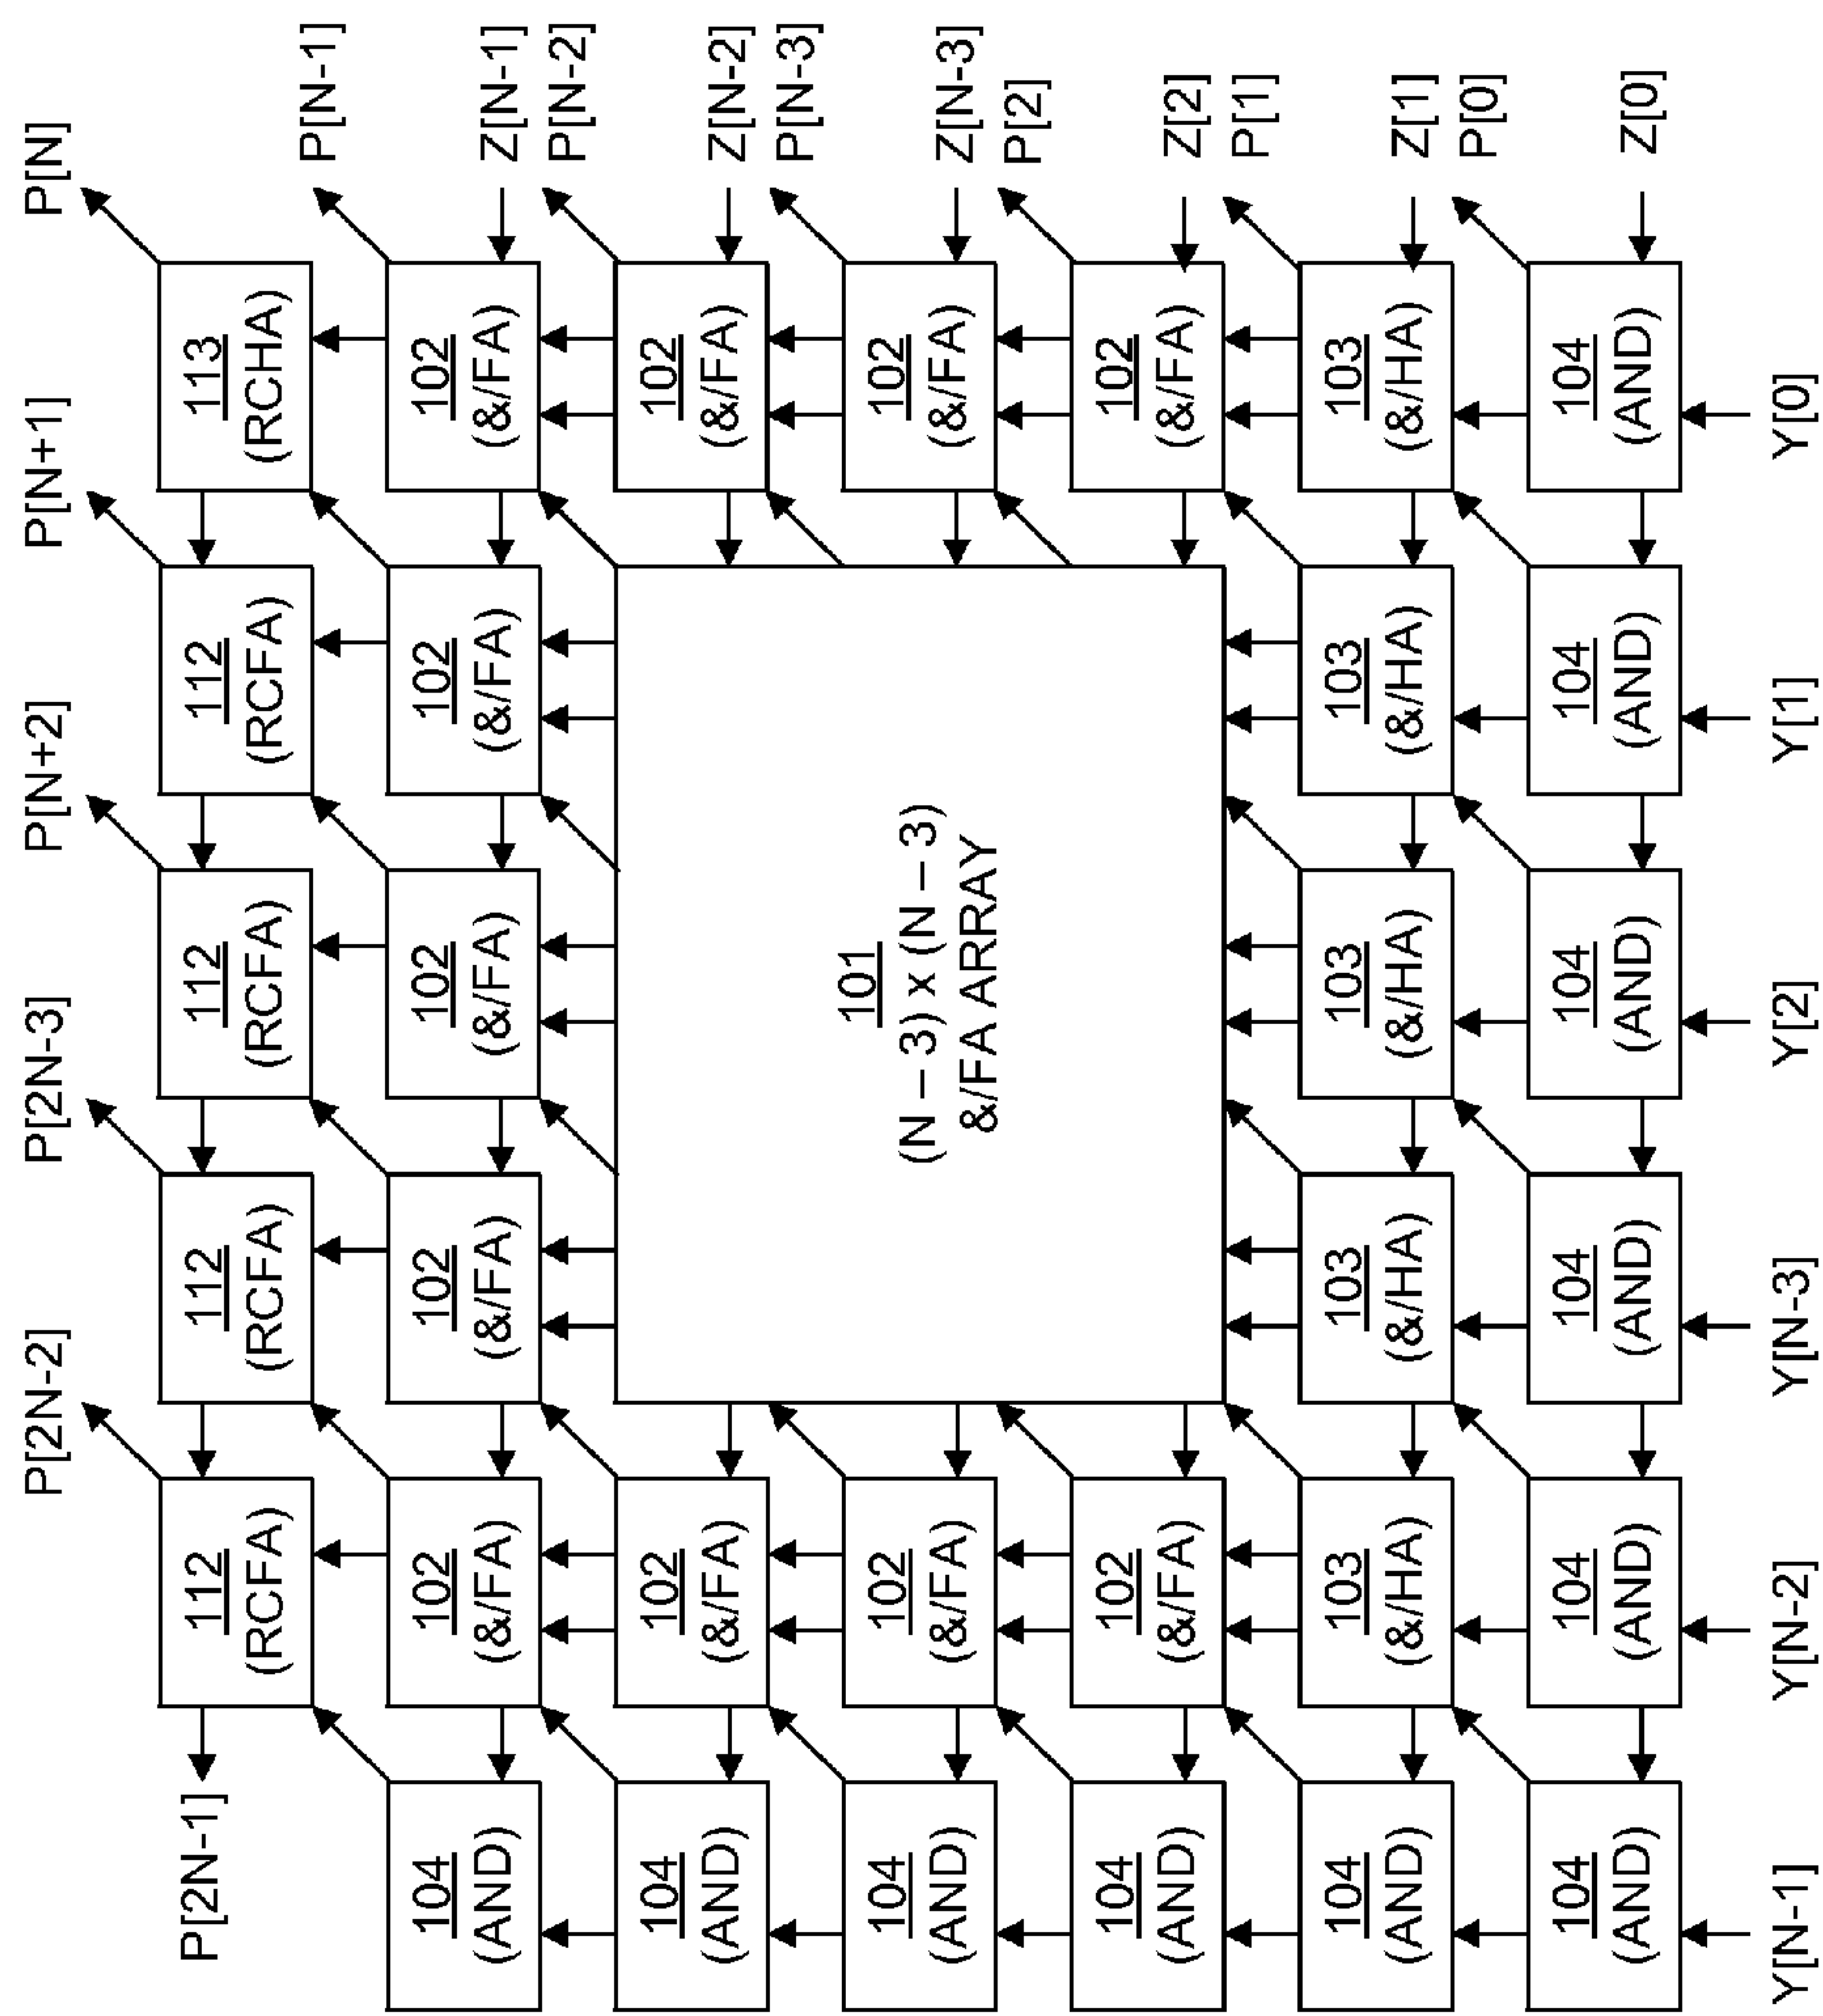 P[2N-2]
P[2N-3]
P[N+2]
P[N+1]
P[N]
P[2N-1]
112
(RCFA)
112
(RCFA)
112
(RCFA)
112
(RCFA)
113
(RCHA)
P[N-1]
104
(AND)
102
(&/FA)
102
(&/FA)
102
(&/FA)
102
(&/FA)
102
(&/FA)
Z[N-1]
P[N-2]
104
(AND)
102
(&/FA)
102
(&/FA)
Z[N-2]
P[N-3]
104
(AND)
102
(&/FA)
101
(N – 3) x (N – 3)
&/FA ARRAY
102
(&/FA)
Z[N-3]
P[2]
104
(AND)
102
(&/FA)
102
(&/FA)
Z[2]
P[1]
104
(AND)
103
(&/HA)
103
(&/HA)
103
(&/HA)
103
(&/HA)
103
(&/HA)
Z[1]
P[0]
104
(AND)
104
(AND)
104
(AND)
104
(AND)
104
(AND)
104
(AND)
Z[0]
Y[N-1]
Y[N-2]
Y[N-3]
Y[2]
Y[1]
Y[0]